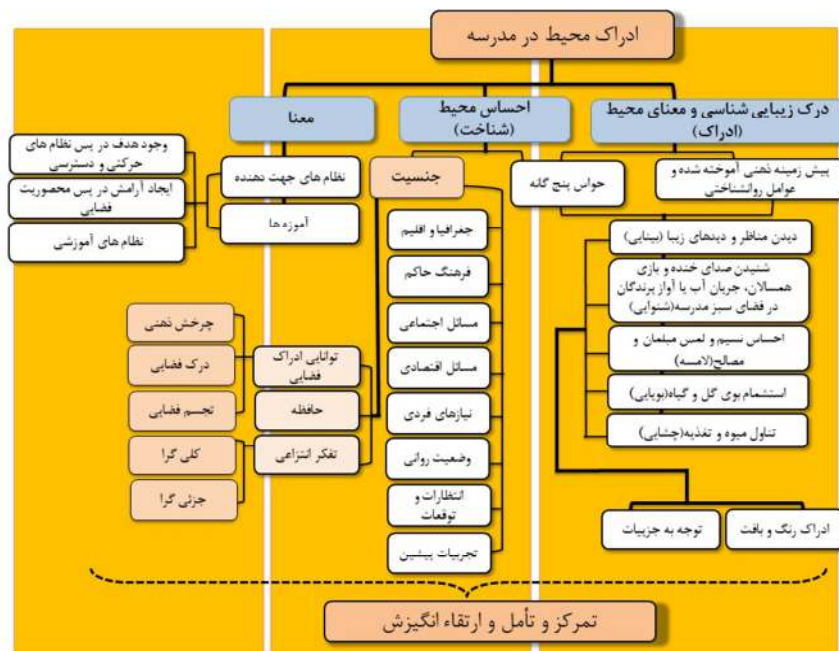 ادراک محیط در مدرسه
درک زیبایی شناسی و معنای محیط
(ادراک)
احساس محیط
(شناخت)
معنا
پیش زمینه ذهنی آموخته شده و
عوامل روانشناختی
حواس پنج گانه
دیدن مناظر و دیدهای زیبا (بینایی)
شنیدن صدای خنده و بازی
همسالان، جریان آب یا آواز پرندگان
در فضای سبز مدرسه(شنوایی)
احساس نسیم و لمس مبلمان و
مصالح(لامسه)
استشمام بوی گل و گیاه(بویایی)
تناول میوه و تغذیه(چشایی)
ادراک رنگ و بافت
توجه به جزییات
جنسیت
جغرافیا و اقلیم
فرهنگ حاکم
مسائل اجتماعی
مسائل اقتصادی
نیازهای فردی
وضعیت روانی
انتظارات و
توقعات
تجربیات پیشین
توانایی ادراک
فضایی
حافظه
تفکر انتزاعی
چرخش ذهنی
درک فضایی
تجسم فضایی
کلی گرا
جزئی گرا
نظام های جهت دهنده
آموزه ها
وجود هدف در پس نظام های
حرکتی و دسترسی
ایجاد آرامش در پس محصوریت
فضایی
نظام های آموزشی
تمرکز و تأمل و ارتقاء انگیزش